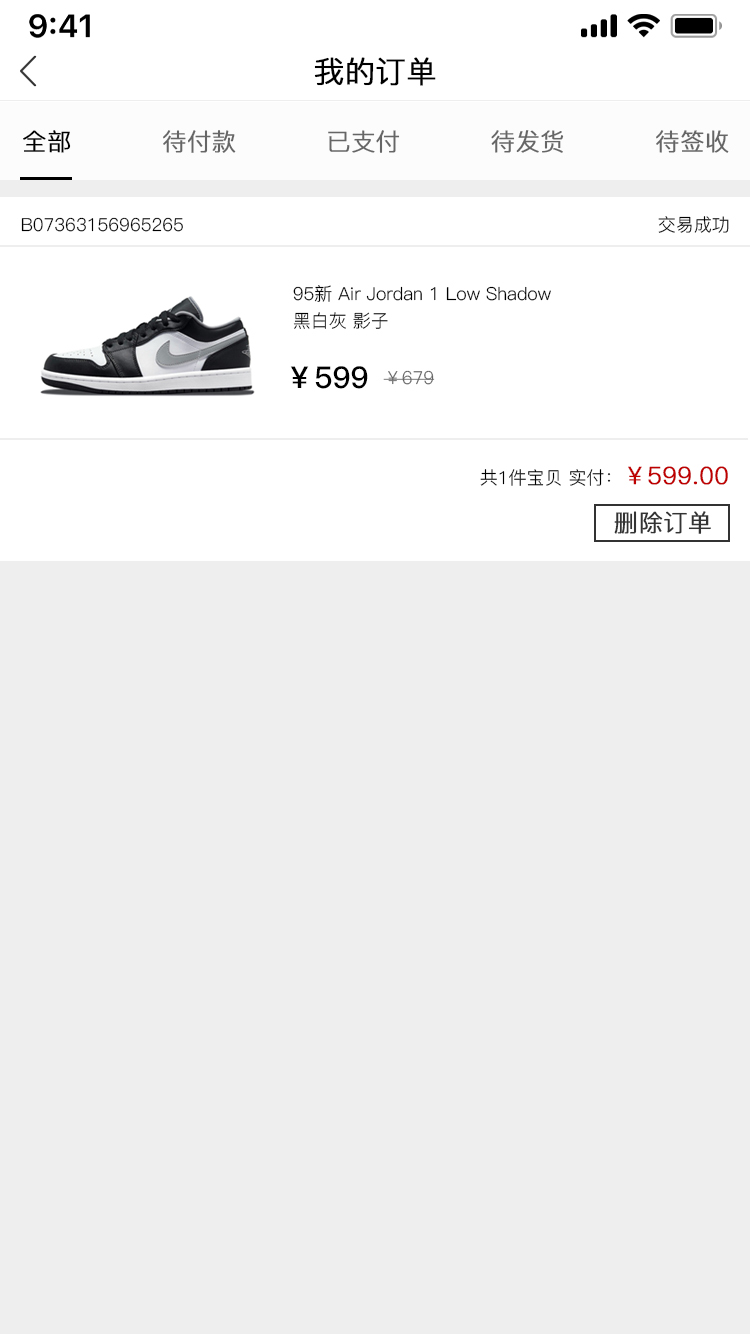 9:41
我的订单
全部 待付款 已支付 待发货 待签收
B07363156965265 交易成功
95新 Air Jordan 1 Low Shadow
黑白灰 影子
¥599 ¥679
共1件宝贝 实付： ¥599.00
删除订单